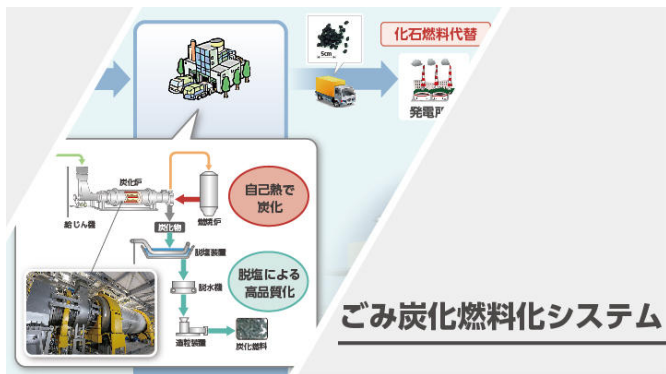 5cm
化石燃料代替
発電
炭化炉
給じん機
燃焼炉
自己熱で
炭化
炭化物
脱塩装置
脱塩による
高品質化
脱水機
造粒装置
炭化燃料
ごみ炭化燃料化システム